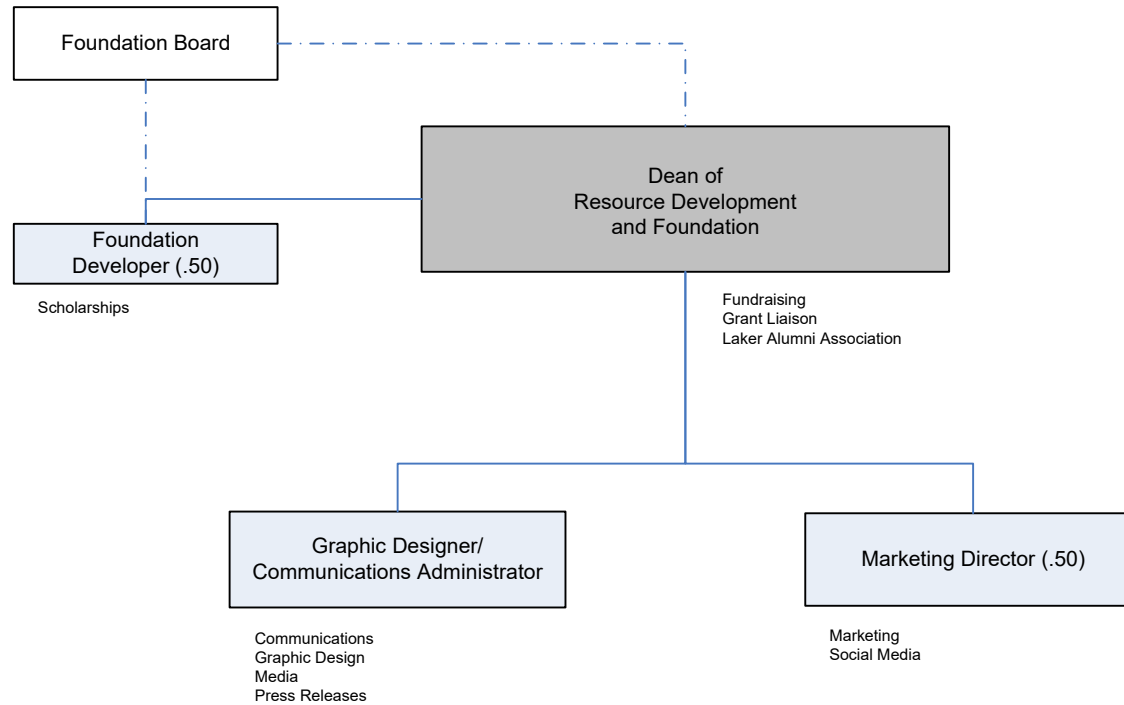 Foundation Board
Dean of
Resource Development
and Foundation
Foundation
Developer (.50)
Scholarships
Fundraising
Grant Liaison
Laker Alumni Association
Graphic Designer/
Communications Administrator
Marketing Director (.50)
Communications
Graphic Design
Media
Press Releases
Marketing
Social Media